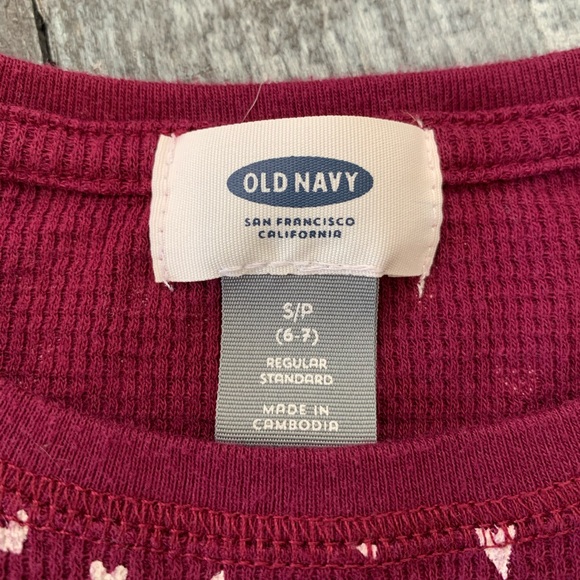 OLD NAVY
SAN FRANCISCO
CALIFORNIA
S/P
(6-7)
REGULAR
STANDARD
MADE IN
CAMBODIA